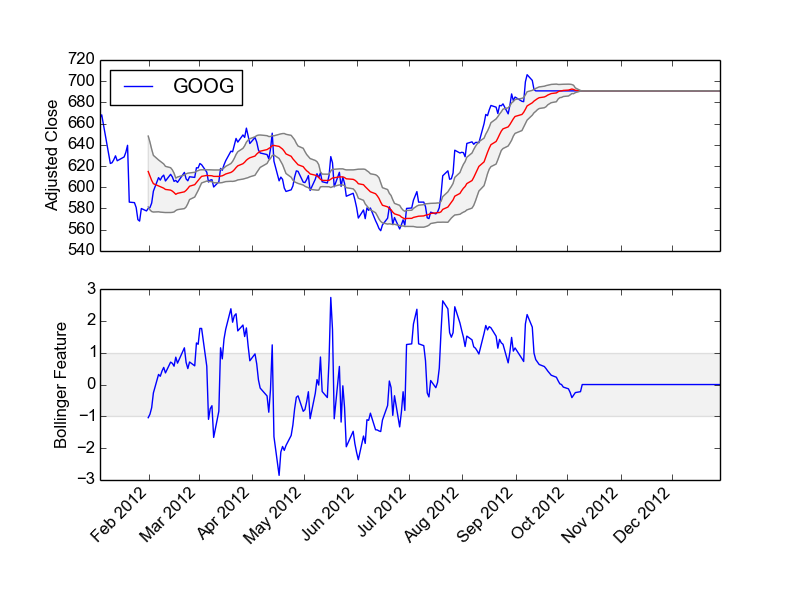 720
700
680
660
640
620
600
580
560
540
Adjusted Close
GOOG
3
2
1
0
−1
−2
−3
Bollinger Feature
Feb 2012
Mar 2012
Apr 2012
May 2012
Jun 2012
Jul 2012
Aug 2012
Sep 2012
Oct 2012
Nov 2012
Dec 2012